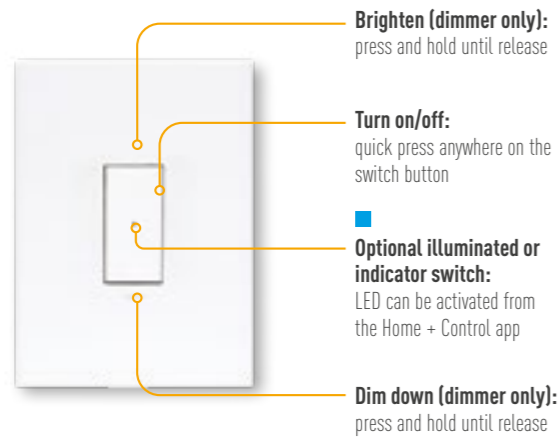 Brighten (dimmer only):
press and hold until release
Turn on/off:
quick press anywhere on the
switch button
Optional illuminated or
indicator switch:
LED can be activated from
the Home + Control app
Dim down (dimmer only):
press and hold until release